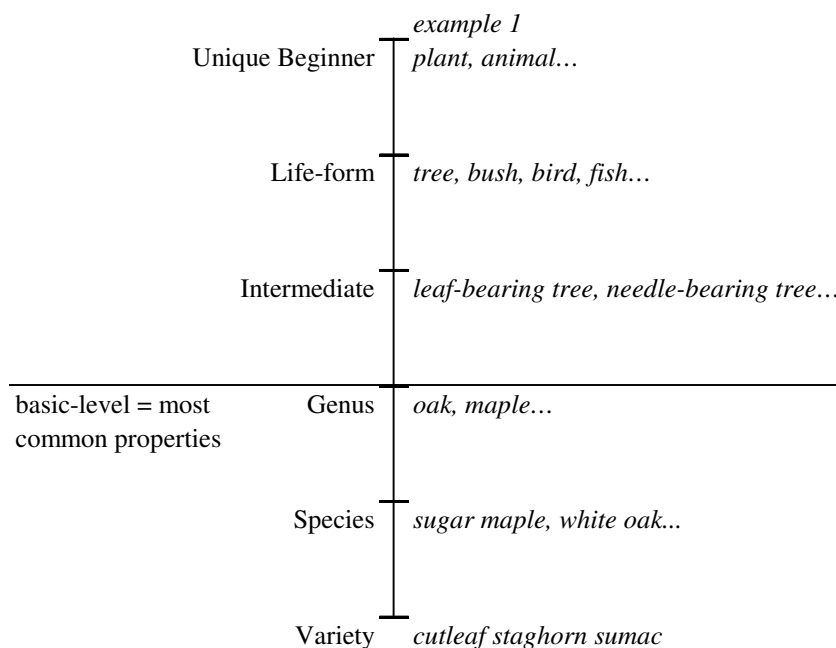 example 1
Unique Beginner plant, animal…
Life-form tree, bush, bird, fish…
Intermediate leaf-bearing tree, needle-bearing tree…
basic-level = most Genus oak, maple…
common properties
Species sugar maple, white oak...
Variety cutleaf staghorn sumac